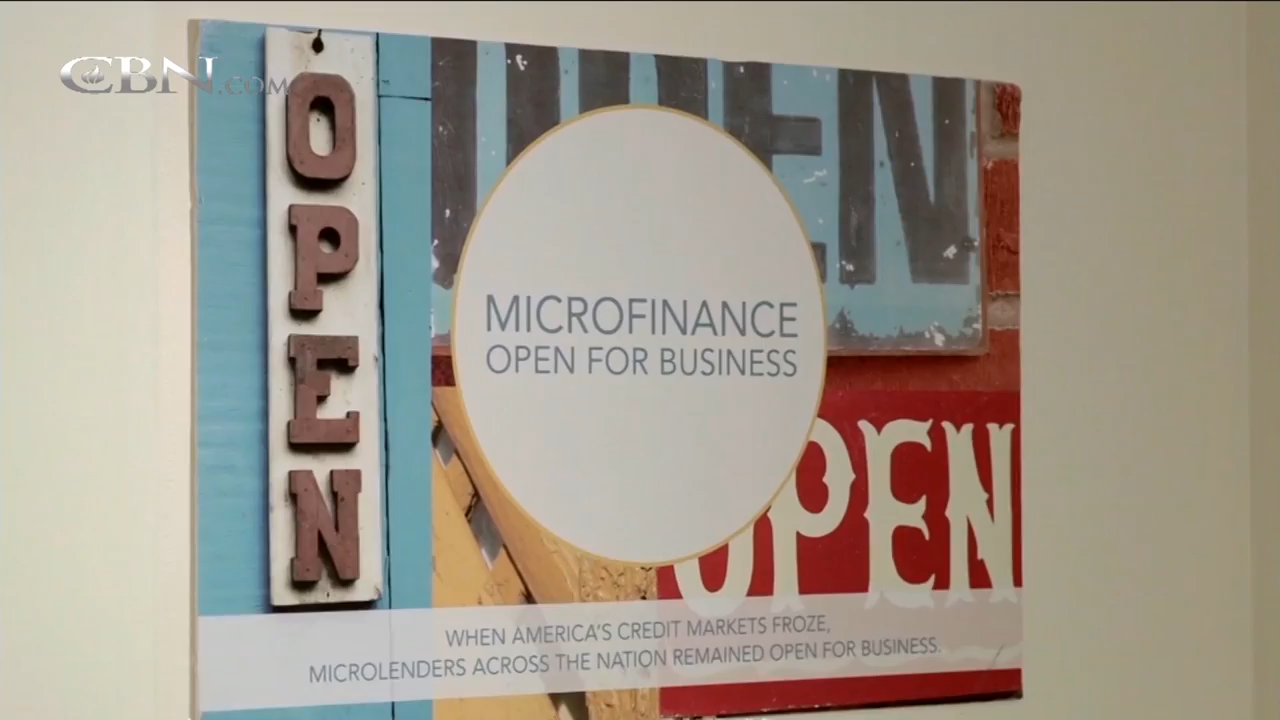 CBN.COM
O
P
E
N
OPEN
MICROFINANCE
OPEN FOR BUSINESS
OPEN
WHEN AMERICA'S CREDIT MARKETS FROZE,
MICROLENDERS ACROSS THE NATION REMAINED OPEN FOR BUSINESS.